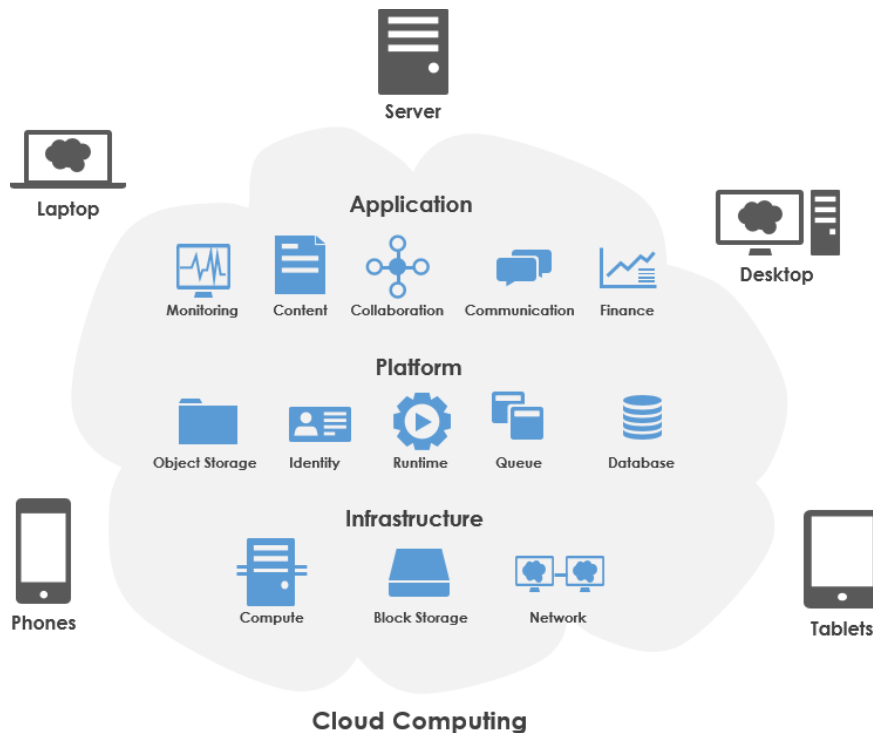 Server
Laptop
Desktop
Application
Monitoring
Content
Collaboration
Communication
Finance
Platform
Object Storage
Identity
Runtime
Queue
Database
Infrastructure
Compute
Block Storage
Network
Phones
Tablets
Cloud Computing